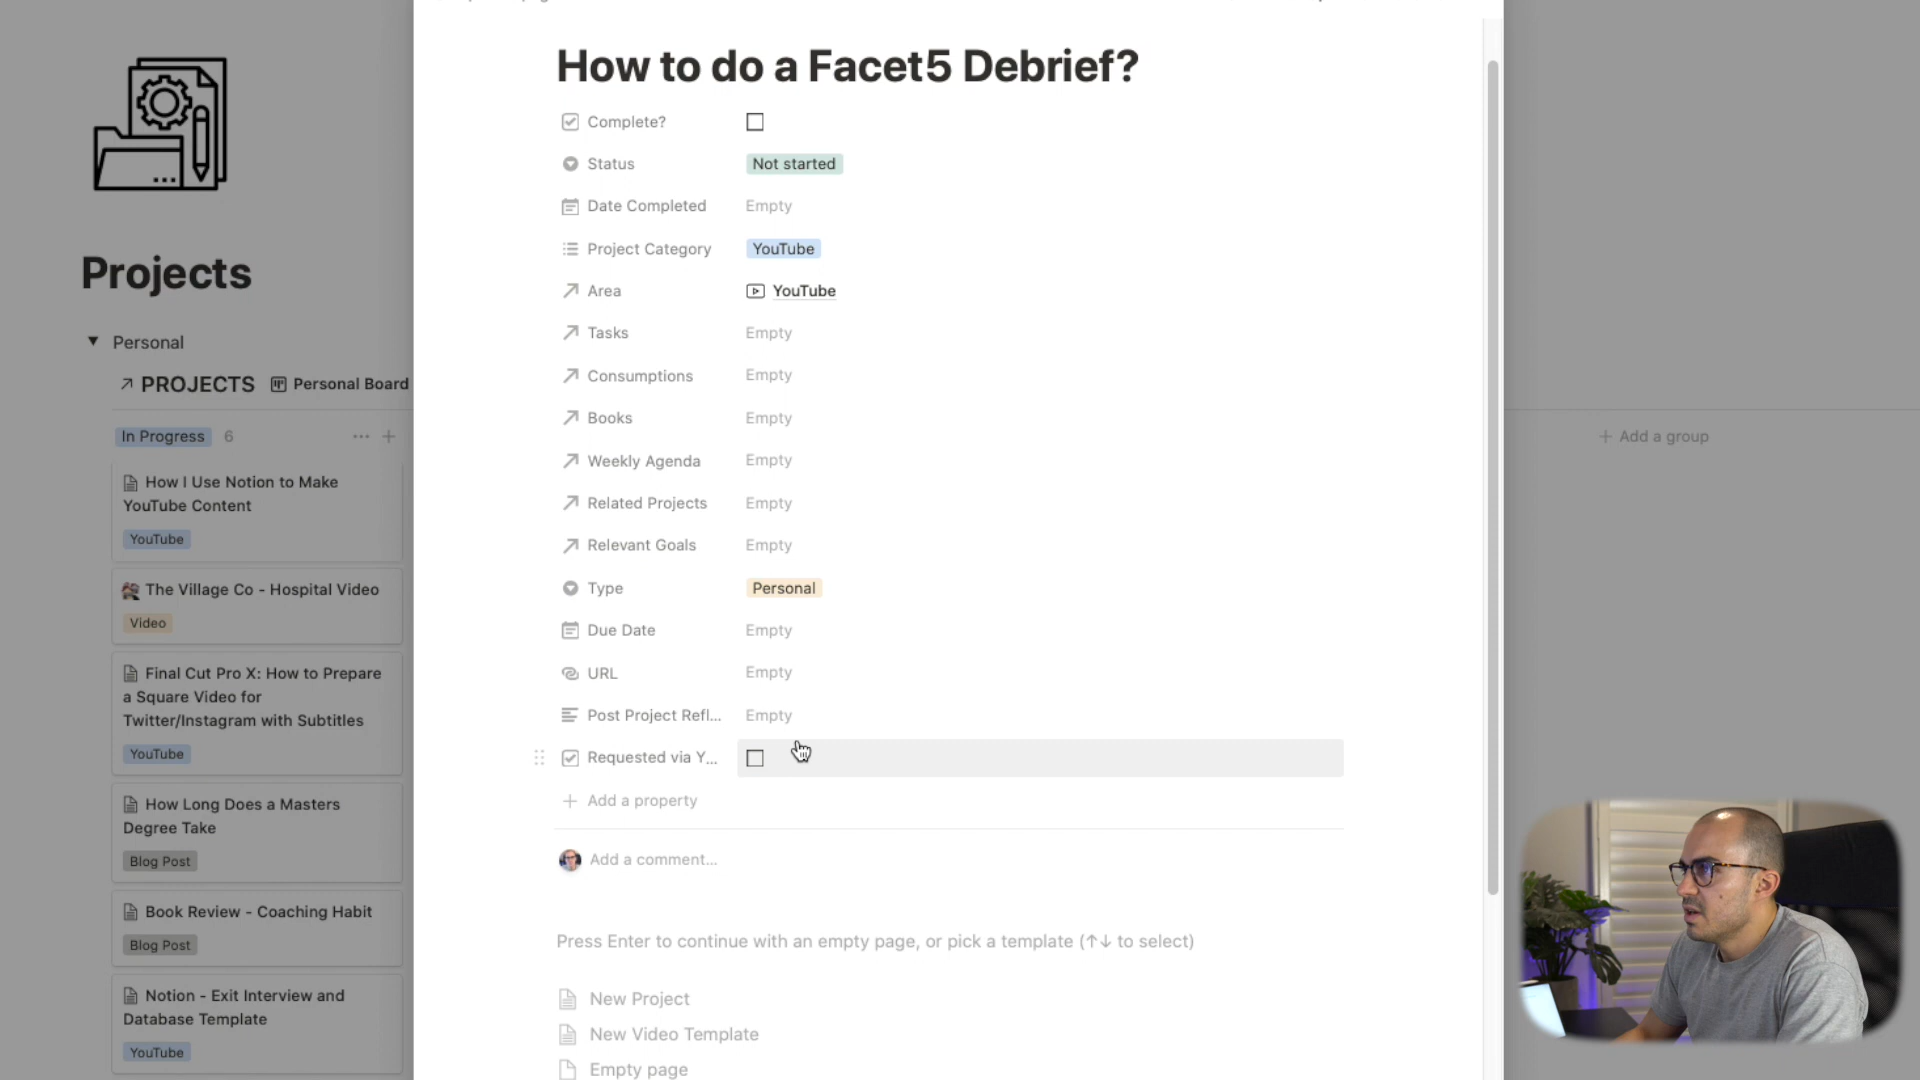 How to do a Facet5 Debrief?
Complete?
Status Not started
Date Completed Empty
Project Category YouTube
Area YouTube
Tasks Empty
Consumptions Empty
Books Empty
Weekly Agenda Empty
Related Projects Empty
Relevant Goals Empty
Type Personal
Due Date Empty
URL Empty
Post Project Refl... Empty
Requested via Y...
Add a property
Add a comment...
Press Enter to continue with an empty page, or pick a template (↑↓ to select)
New Project
New Video Template
Empty page
Projects
Personal
PROJECTS Personal Board
In Progress 6
How I Use Notion to Make
YouTube Content
YouTube
The Village Co - Hospital Video
Video
Final Cut Pro X: How to Prepare
a Square Video for
Twitter/Instagram with Subtitles
YouTube
How Long Does a Masters
Degree Take
Blog Post
Book Review - Coaching Habit
Blog Post
Notion - Exit Interview and
Database Template
YouTube
Add a group